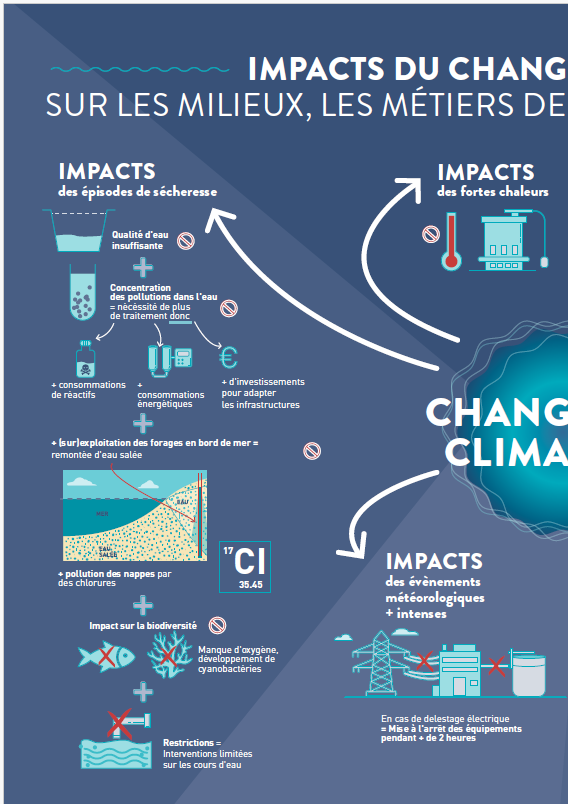 IMPACTS DU CHANG
SUR LES MILIEUX, LES MÉTIERS DE
IMPACTS
des épisodes de sécheresse
Qualité d'eau
insuffisante
Concentration
des pollutions dans l'eau
= nécéssité de plus
de traitement donc
+ consommations
de réactifs
+
consommations
énergétiques
€
+ d'investissements
pour adapter
les infrastructures
+ (sur)exploitation des forages en bord de mer =
remontée d'eau salée
EAU
MER
EAU
SALÉE
17
Cl
35.45
+ pollution des nappes par
des chlorures
Impact sur la biodiversité
Manque d'oxygène,
développement de
cyanobactéries
Restrictions =
Interventions limitées
sur les cours d'eau
IMPACTS
des fortes chaleurs
CHANG
CLIMA
IMPACTS
des évènements
météorologiques
+ intenses
En cas de delestage électrique
= Mise à l'arrêt des équipements
pendant + de 2 heures